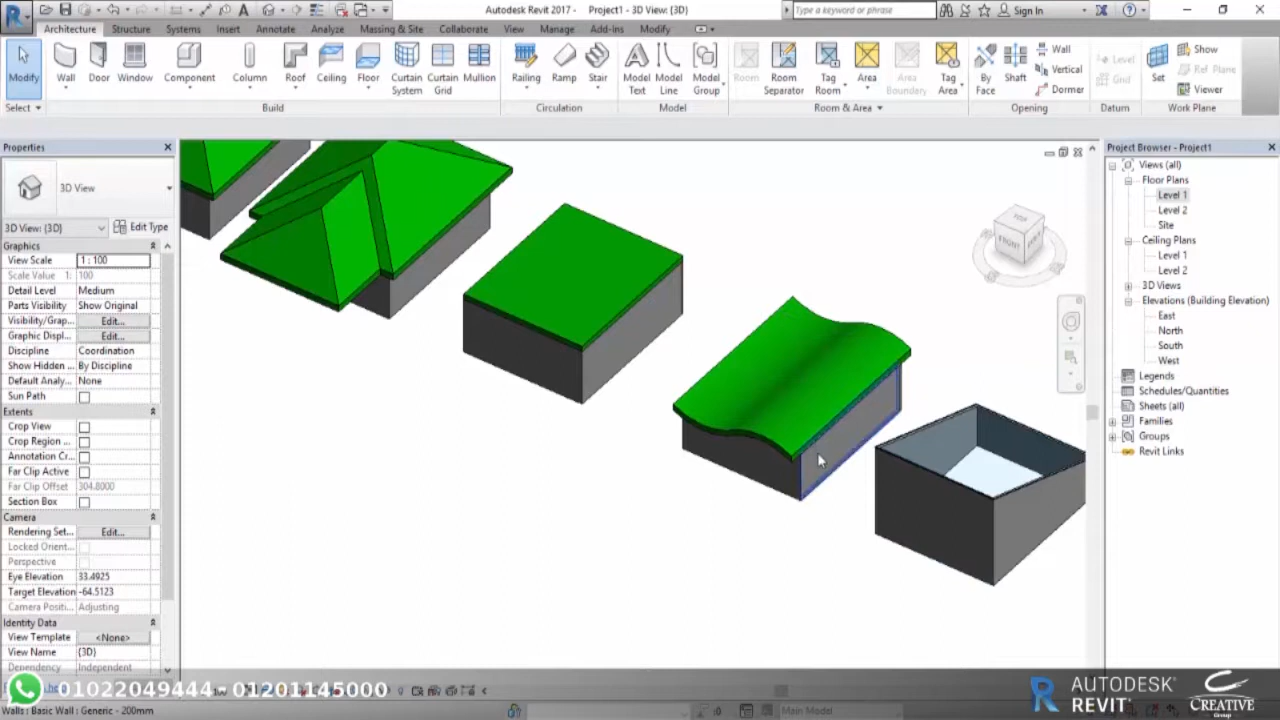 Autodesk Revit 2017 - Project1 - 3D View: {3D}
Type a keyword or phrase
Sign In
Architecture Structure Systems Insert Annotate Analyze Massing & Site Collaborate View Manage Add-Ins Modify
Modify Wall Door Window Component Column Roof Ceiling Floor Curtain System Curtain Grid Mullion Railing Ramp Stair Model Text Model Line Model Group Room Room Separator Tag Room Area Area Boundary Tag Area By Face Shaft Wall Vertical Dormer Level Grid Set Show Ref Plane Viewer
Select Build Circulation Model Room & Area Opening Datum Work Plane
Properties
3D View
3D View: {3D} Edit Type
Graphics
View Scale 1 : 100
Scale Value 1: 100
Detail Level Medium
Parts Visibility Show Original
Visibility/Grap... Edit...
Graphic Displ... Edit...
Discipline Coordination
Show Hidden ... By Discipline
Default Analy... None
Sun Path
Extents
Crop View
Crop Region ...
Annotation Cr...
Far Clip Active
Far Clip Offset 304.8000
Section Box
Camera
Rendering Set... Edit...
Locked Orient...
Perspective
Eye Elevation 33.4925
Target Elevation -64.5123
Camera Positi... Adjusting
Identity Data
View Template <None>
View Name {3D}
Dependency Independent
TOP
FRONT
Project Browser - Project1
Views (all)
Floor Plans
Level 1
Level 2
Site
Ceiling Plans
Level 1
Level 2
3D Views
Elevations (Building Elevation)
East
North
South
West
Legends
Schedules/Quantities
Sheets (all)
Families
Groups
Revit Links
01022049444 - 01201145000
Walls : Basic Wall : Generic - 200mm
:0
Main Model
AUTODESK®
REVIT®
CREATIVE
Group